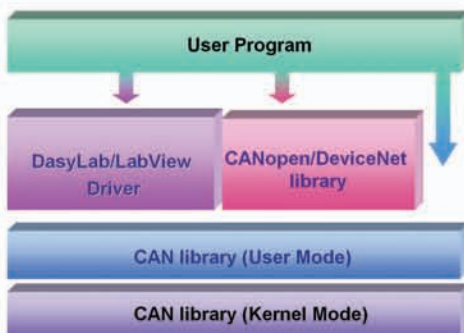 User Program
DasyLab/LabView
Driver
CANopen/DeviceNet
library
CAN library (User Mode)
CAN library (Kernel Mode)